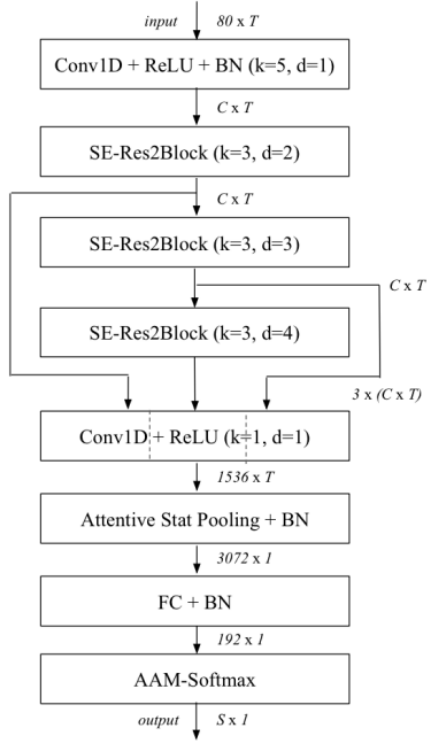 input 80 x T
Conv1D + ReLU + BN (k=5, d=1)
C x T
SE-Res2Block (k=3, d=2)
C x T
SE-Res2Block (k=3, d=3)
C x T
SE-Res2Block (k=3, d=4)
3 x (C x T)
Conv1D + ReLU (k=1, d=1)
1536 x T
Attentive Stat Pooling + BN
3072 x 1
FC + BN
192 x 1
AAM-Softmax
output S x 1